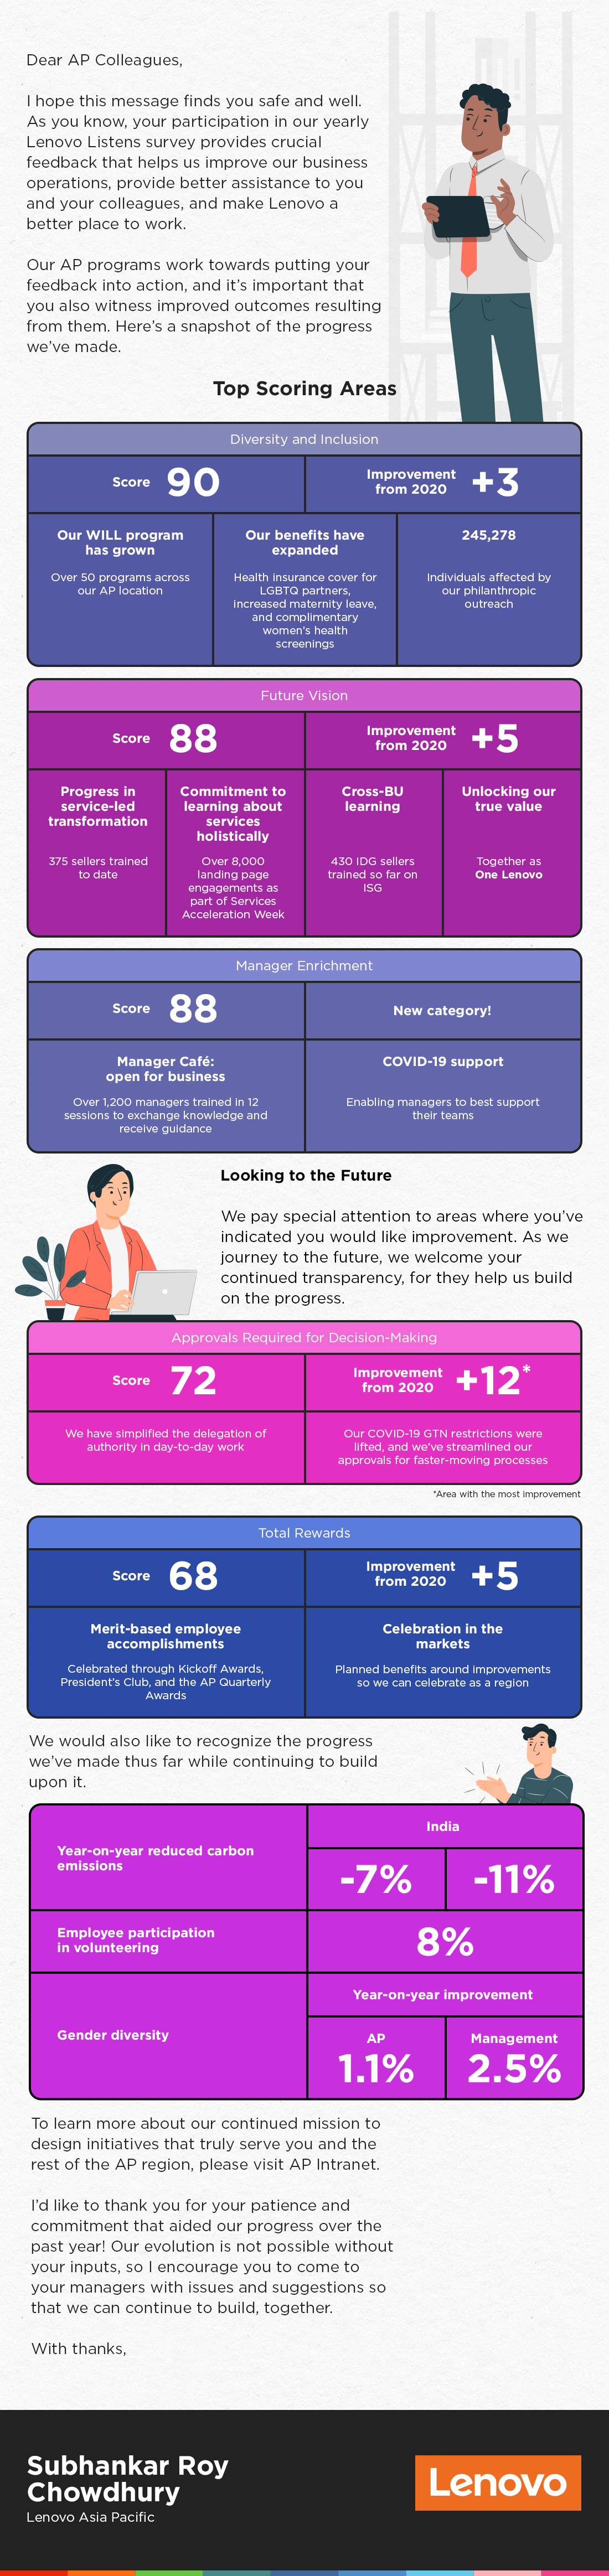 Dear AP Colleagues,
I hope this message finds you safe and well.
As you know, your participation in our yearly
Lenovo Listens survey provides crucial
feedback that helps us improve our business
operations, provide better assistance to you
and your colleagues, and make Lenovo a
better place to work.
Our AP programs work towards putting your
feedback into action, and it's important that
you also witness improved outcomes resulting
from them. Here's a snapshot of the progress
we've made.
Top Scoring Areas
Diversity and Inclusion
Score 90
Improvement
from 2020 +3
Our WILL program
has grown
Over 50 programs across
our AP location
Our benefits have
expanded
Health insurance cover for
LGBTQ partners,
increased maternity leave,
and complimentary
women's health
screenings
245,278
Individuals affected by
our philanthropic
outreach
Future Vision
Score 88
Improvement
from 2020 +5
Progress in
service-led
transformation
375 sellers trained
to date
Commitment to
learning about
services
holistically
Over 8,000
landing page
engagements as
part of Services
Acceleration Week
Cross-BU
learning
430 IDG sellers
trained so far on
ISG
Unlocking our
true value
Together as
One Lenovo
Manager Enrichment
Score 88
New category!
Manager Café:
open for business
Over 1,200 managers trained in 12
sessions to exchange knowledge and
receive guidance
COVID-19 support
Enabling managers to best support
their teams
Looking to the Future
We pay special attention to areas where you've
indicated you would like improvement. As we
journey to the future, we welcome your
continued transparency, for they help us build
on the progress.
Approvals Required for Decision-Making
Score 72
Improvement
from 2020 +12*
We have simplified the delegation of
authority in day-to-day work
Our COVID-19 GTN restrictions were
lifted, and we've streamlined our
approvals for faster-moving processes
*Area with the most improvement
Total Rewards
Score 68
Improvement
from 2020 +5
Merit-based employee
accomplishments
Celebrated through Kickoff Awards,
President's Club, and the AP Quarterly
Awards
Celebration in the
markets
Planned benefits around improvements
so we can celebrate as a region
We would also like to recognize the progress
we've made thus far while continuing to build
upon it.
Year-on-year reduced carbon
emissions
India
-7% -11%
Employee participation
in volunteering
8%
Gender diversity
Year-on-year improvement
AP
1.1%
Management
2.5%
To learn more about our continued mission to
design initiatives that truly serve you and the
rest of the AP region, please visit AP Intranet.
I'd like to thank you for your patience and
commitment that aided our progress over the
past year! Our evolution is not possible without
your inputs, so I encourage you to come to
your managers with issues and suggestions so
that we can continue to build, together.
With thanks,
Subhankar Roy
Chowdhury
Lenovo Asia Pacific
Lenovo